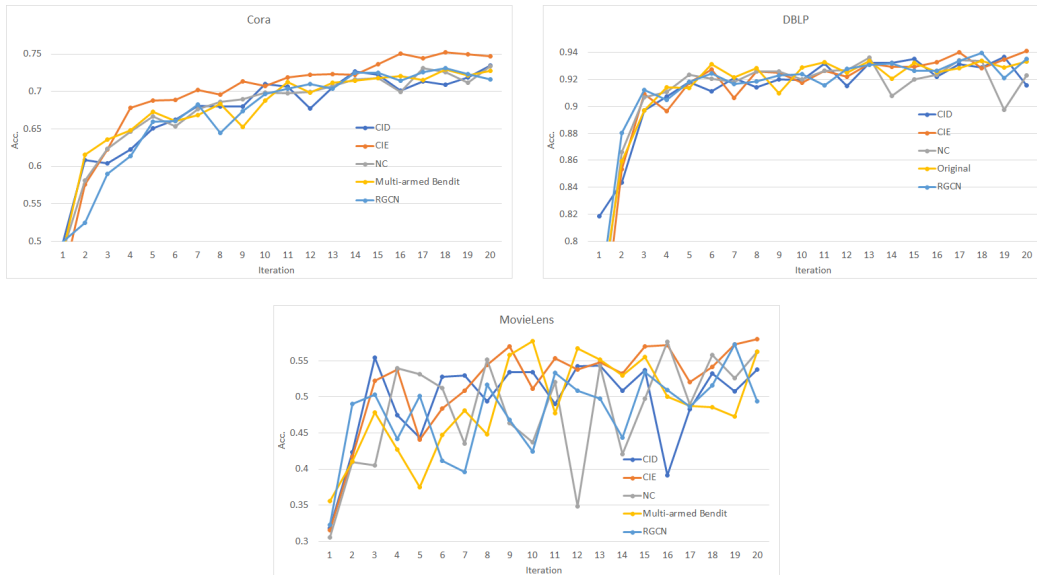 Cora
0.75
0.7
0.65
0.6
0.55
0.5
Acc.
CID
CIE
NC
Multi-armed Bendit
RGCN
1 2 3 4 5 6 7 8 9 10 11 12 13 14 15 16 17 18 19 20
Iteration
DBLP
0.94
0.92
0.9
0.88
0.86
0.84
0.82
0.8
Acc.
CID
CIE
NC
Original
RGCN
1 2 3 4 5 6 7 8 9 10 11 12 13 14 15 16 17 18 19 20
Iteration
MovieLens
0.55
0.5
0.45
0.4
0.35
0.3
Acc.
CID
CIE
NC
Multi-armed Bendit
RGCN
1 2 3 4 5 6 7 8 9 10 11 12 13 14 15 16 17 18 19 20
Iteration